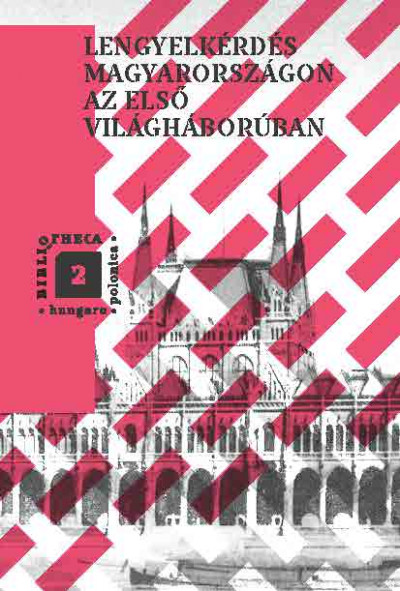 LENGYELKÉRDÉS
MAGYARORSZÁGON
AZ ELSŐ
VILÁGHÁBORÚBAN
BIBLIOTHECA
2
• hungaro •
polonica •